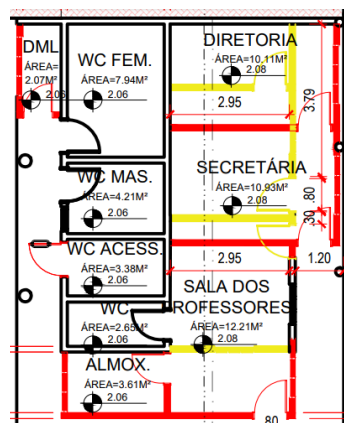 DIRETORIA
ÁREA=10.11M²
2.08
DML
ÁREA=
2.07M²
2.06
WC FEM.
ÁREA=7.94M²
2.06
2.95
3.79
WC MAS.
ÁREA=4.21M²
2.06
SECRETÁRIA
ÁREA=10.93M²
2.08
.80
.30
WC ACESS.
ÁREA=3.38M²
2.06
2.95
1.20
SALA DOS
PROFESSORES
ÁREA=12.21M²
2.08
WC
ÁREA=2.65M²
2.06
ALMOX.
ÁREA=3.61M²
2.06
.80